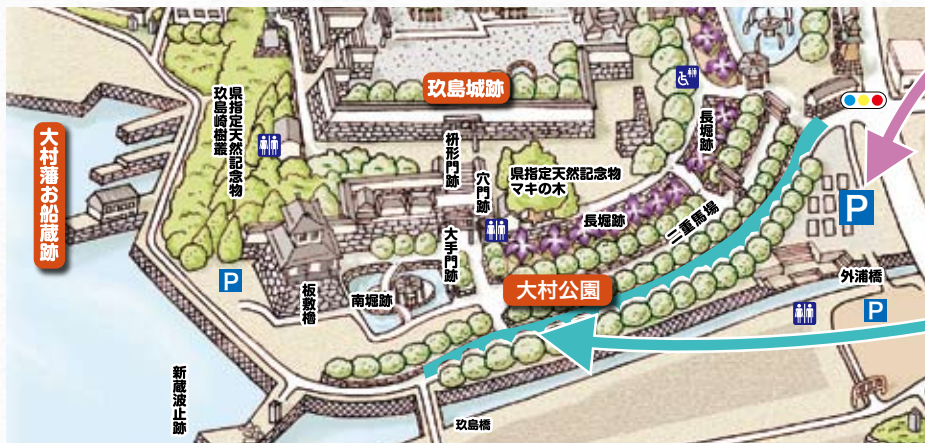 玖島城跡
大村藩お船蔵跡
県指定天然記念物
玖島崎樹叢
枡形門跡
穴門跡
県指定天然記念物
マキの木
長堀跡
長堀跡
二重馬場
大手門跡
板敷櫓
南堀跡
大村公園
P
P
外浦橋
P
新蔵波止跡
玖島橋